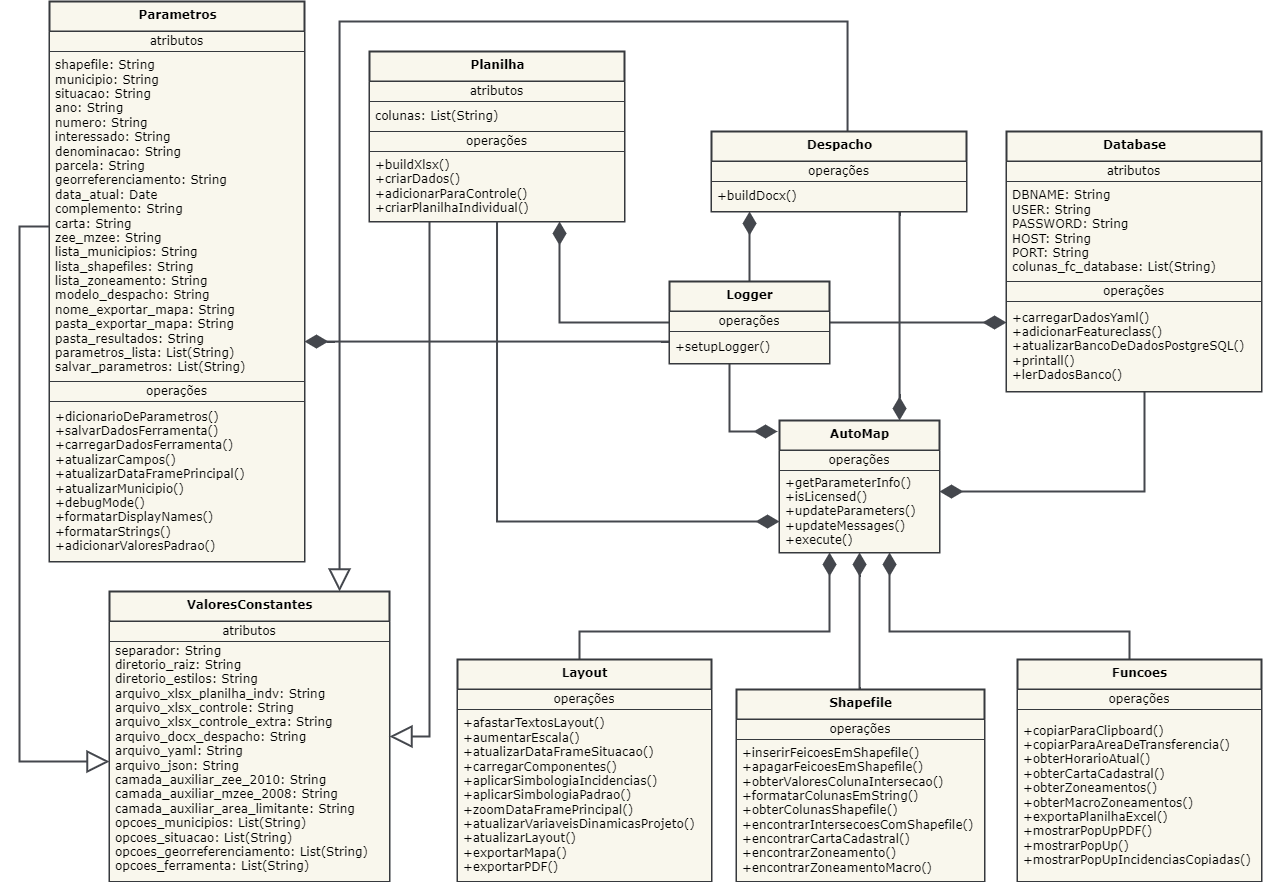 Parametros
atributos
shapefile: String
municipio: String
situacao: String
ano: String
numero: String
interessado: String
denominacao: String
parcela: String
georreferenciamento: String
data_atual: Date
complemento: String
carta: String
zee_mzee: String
lista_municipios: String
lista_shapefiles: String
lista_zoneamento: String
modelo_despacho: String
nome_exportar_mapa: String
pasta_exportar_mapa: String
pasta_resultados: String
parametros_lista: List(String)
salvar_parametros: List(String)
operações
+dicionarioDeParametros()
+salvarDadosFerramenta()
+carregarDadosFerramenta()
+atualizarCampos()
+atualizarDataFramePrincipal()
+atualizarMunicipio()
+debugMode()
+formatarDisplayNames()
+formatarStrings()
+adicionarValoresPadrao()
Planilha
atributos
colunas: List(String)
operações
+buildXlsx()
+criarDados()
+adicionarParaControle()
+criarPlanilhaIndividual()
Despacho
operações
+buildDocx()
Database
atributos
DBNAME: String
USER: String
PASSWORD: String
HOST: String
PORT: String
colunas_fc_database: List(String)
operações
+carregarDadosYaml()
+adicionarFeatureclass()
+atualizarBancoDeDadosPostgreSQL()
+printall()
+lerDadosBanco()
Logger
operações
+setupLogger()
AutoMap
operações
+getParameterInfo()
+isLicensed()
+updateParameters()
+updateMessages()
+execute()
ValoresConstantes
atributos
separador: String
diretorio_raiz: String
diretorio_estilos: String
arquivo_xlsx_planilha_indv: String
arquivo_xlsx_controle: String
arquivo_xlsx_controle_extra: String
arquivo_docx_despacho: String
arquivo_yaml: String
arquivo_json: String
camada_auxiliar_zee_2010: String
camada_auxiliar_mzee_2008: String
camada_auxiliar_area_limitante: String
opcoes_municipios: List(String)
opcoes_situacao: List(String)
opcoes_georreferenciamento: List(String)
opcoes_ferramenta: List(String)
Layout
operações
+afastarTextosLayout()
+aumentarEscala()
+atualizarDataFrameSituacao()
+carregarComponentes()
+aplicarSimbologiaIncidencias()
+aplicarSimbologiaPadrao()
+zoomDataFramePrincipal()
+atualizarVariaveisDinamicasProjeto()
+atualizarLayout()
+exportarMapa()
+exportarPDF()
Shapefile
operações
+inserirFeicoesEmShapefile()
+apagarFeicoesEmShapefile()
+obterValoresColunaIntersecao()
+formatarColunasEmString()
+obterColunasShapefile()
+encontrarIntersecoesComShapefile()
+encontrarCartaCadastral()
+encontrarZoneamento()
+encontrarZoneamentoMacro()
Funcoes
operações
+copiarParaClipboard()
+copiarParaAreaDeTransferencia()
+obterHorarioAtual()
+obterCartaCadastral()
+obterZoneamentos()
+obterMacroZoneamentos()
+exportaPlanilhaExcel()
+mostrarPopUpPDF()
+mostrarPopUp()
+mostrarPopUpIncidenciasCopiadas()